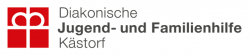 Diakonische
Jugend- und Familienhilfe
Kästorf